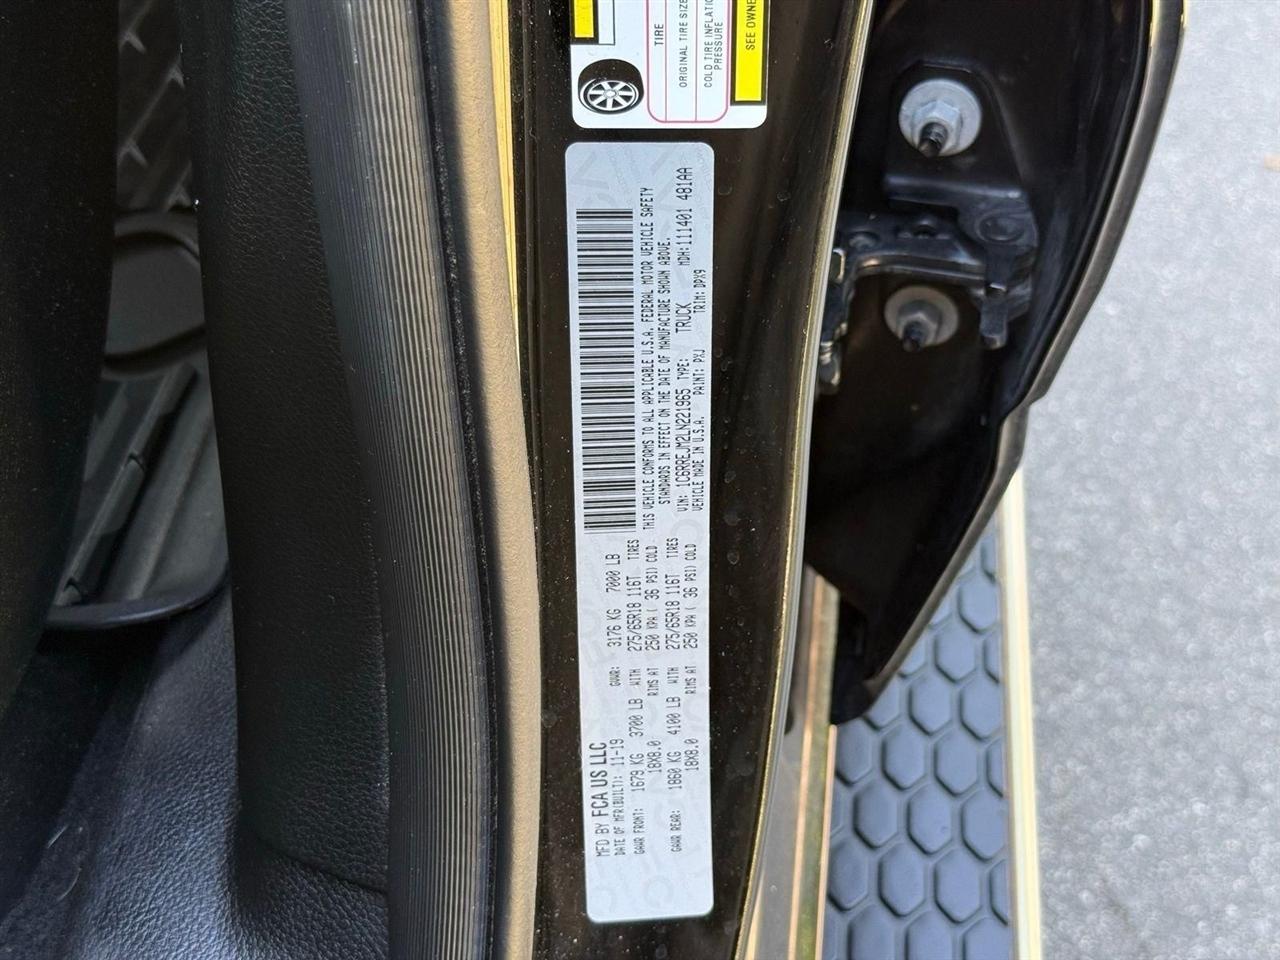 TIRE
ORIGINAL TIRE SIZE
COLD TIRE INFLATIO
PRESSURE
SEE OWNE
MFD BY FCA US LLC
DATE OF MFR(BUILT): 11-19 GVWR: 3176 KG 7000 LB
GAWR FRONT: 1679 KG 3700 LB WITH 275/65R18 116T TIRES
18X8.0 RIMS AT 250 KPA( 36 PSI) COLD
GAWR REAR: 1860 KG 4100 LB WITH 275/65R18 116T TIRES
18X8.0 RIMS AT 250 KPA( 36 PSI) COLD
THIS VEHICLE CONFORMS TO ALL APPLICABLE U.S.A. FEDERAL MOTOR VEHICLE SAFETY
STANDARDS IN EFFECT ON THE DATE OF MANUFACTURE SHOWN ABOVE.
VIN: 1C6RREJM2LN221965 TYPE: TRUCK MDH:111401 481AA
VEHICLE MADE IN U.S.A. PAINT: PXJ TRIM: DPX9